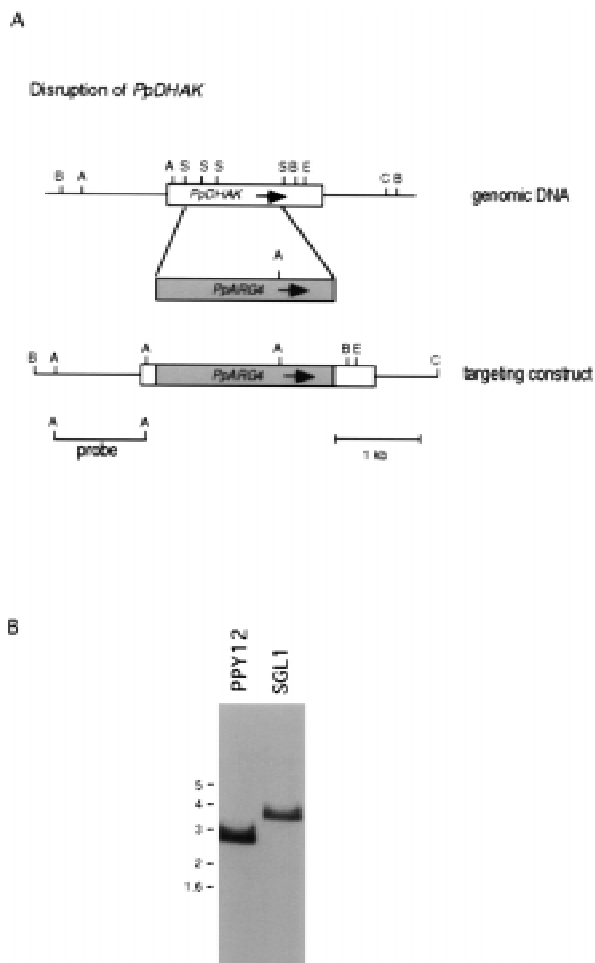 A
Disruption of PpDHAK
B A A S S S S B E C B
PpDHAK
genomic DNA
A
PpARG4
B A A A B E C
PpARG4
targeting construct
A A
probe
1 kb
B
PPY12
SGL1
5
4
3
2
1,6